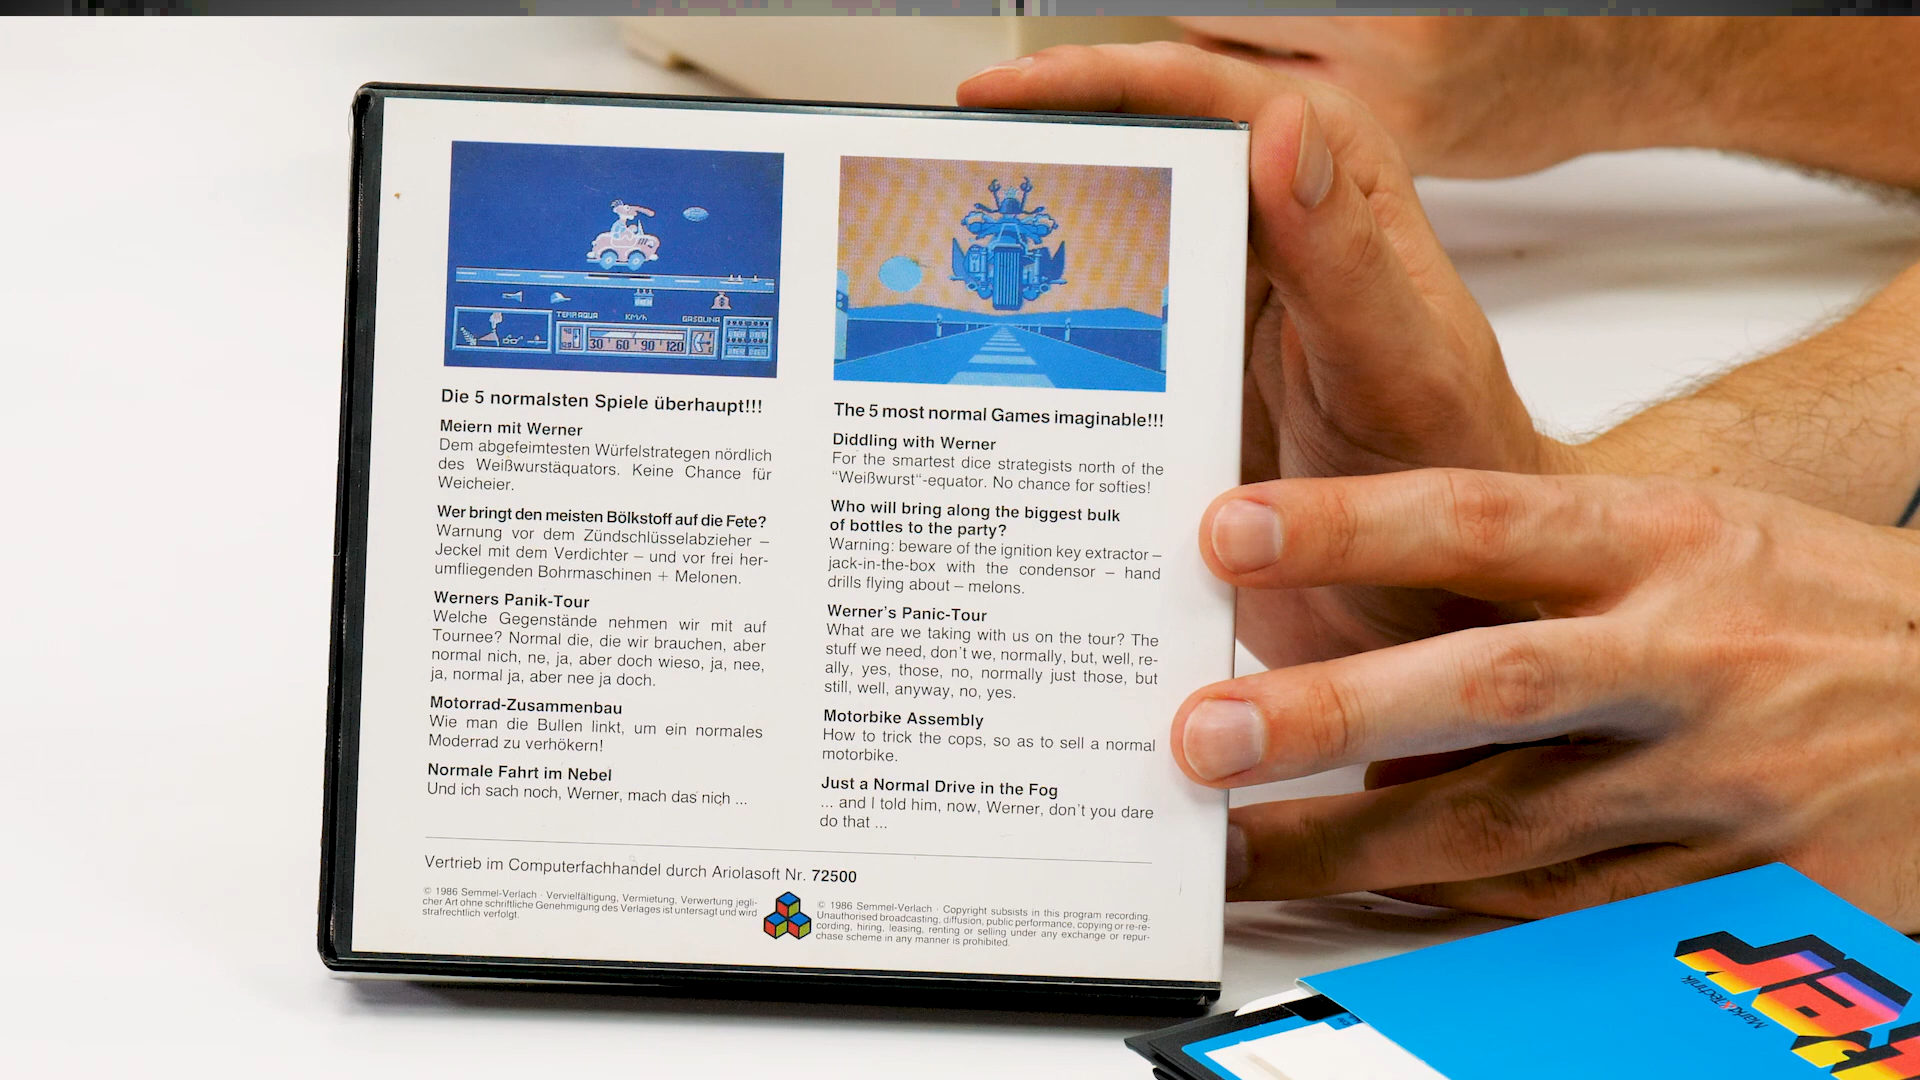 TEMP.AQUA KM/h GASOLINA
30 60 90 120
Die 5 normalsten Spiele überhaupt!!!
Meiern mit Werner
Dem abgefeimtesten Würfelstrategen nördlich
des Weißwurstäquators. Keine Chance für
Weicheier.
Wer bringt den meisten Bölkstoff auf die Fete?
Warnung vor dem Zündschlüsselabzieher –
Jeckel mit dem Verdichter – und vor frei her-
umfliegenden Bohrmaschinen + Melonen.
Werners Panik-Tour
Welche Gegenstände nehmen wir mit auf
Tournee? Normal die, die wir brauchen, aber
normal nich, ne, ja, aber doch wieso, ja, nee,
ja, normal ja, aber nee ja doch.
Motorrad-Zusammenbau
Wie man die Bullen linkt, um ein normales
Moderrad zu verhökern!
Normale Fahrt im Nebel
Und ich sach noch, Werner, mach das nich ...
The 5 most normal Games imaginable!!!
Diddling with Werner
For the smartest dice strategists north of the
“Weißwurst“-equator. No chance for softies!
Who will bring along the biggest bulk
of bottles to the party?
Warning: beware of the ignition key extractor –
jack-in-the-box with the condensor – hand
drills flying about – melons.
Werner's Panic-Tour
What are we taking with us on the tour? The
stuff we need, don't we, normally, but, well, re-
ally, yes, those, no, normally just those, but
still, well, anyway, no, yes.
Motorbike Assembly
How to trick the cops, so as to sell a normal
motorbike.
Just a Normal Drive in the Fog
... and I told him, now, Werner, don't you dare
do that ...
Vertrieb im Computerfachhandel durch Ariolasoft Nr. 72500
© 1986 Semmel-Verlach · Vervielfältigung, Vermietung, Verwertung jegli-
cher Art ohne schriftliche Genehmigung des Verlages ist untersagt und wird
strafrechtlich verfolgt.
© 1986 Semmel-Verlach · Copyright subsists in this program recording.
Unauthorised broadcasting, diffusion, public performance, copying or re-re-
cording, hiring, leasing, renting or selling under any exchange or repur-
chase scheme in any manner is prohibited.
Markt&Technik